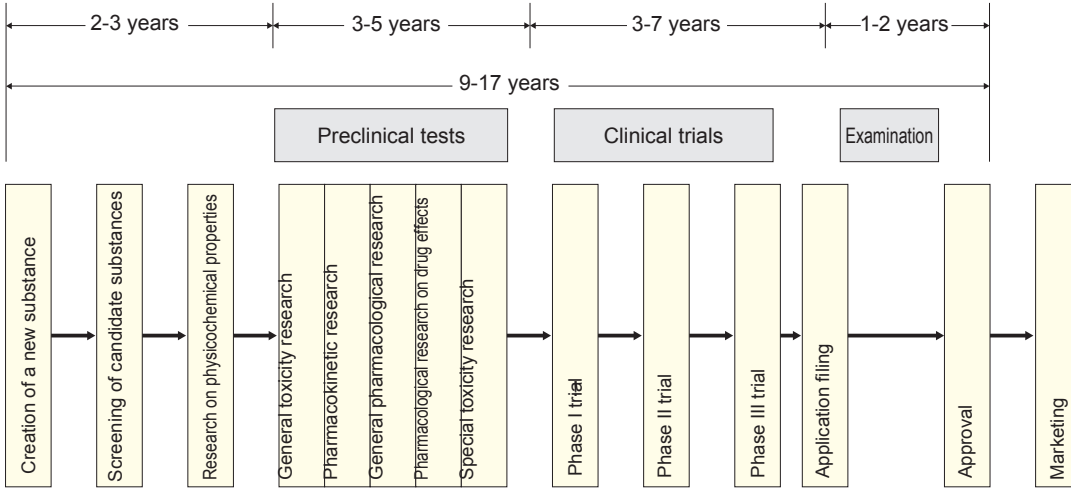 2-3 years
3-5 years
3-7 years
1-2 years
9-17 years
Preclinical tests
Clinical trials
Examination
Creation of a new substance
Screening of candidate substances
Research on physicochemical properties
General toxicity research
Pharmacokinetic research
General pharmacological research
Pharmacological research on drug effects
Special toxicity research
Phase I trial
Phase II trial
Phase III trial
Application filing
Approval
Marketing